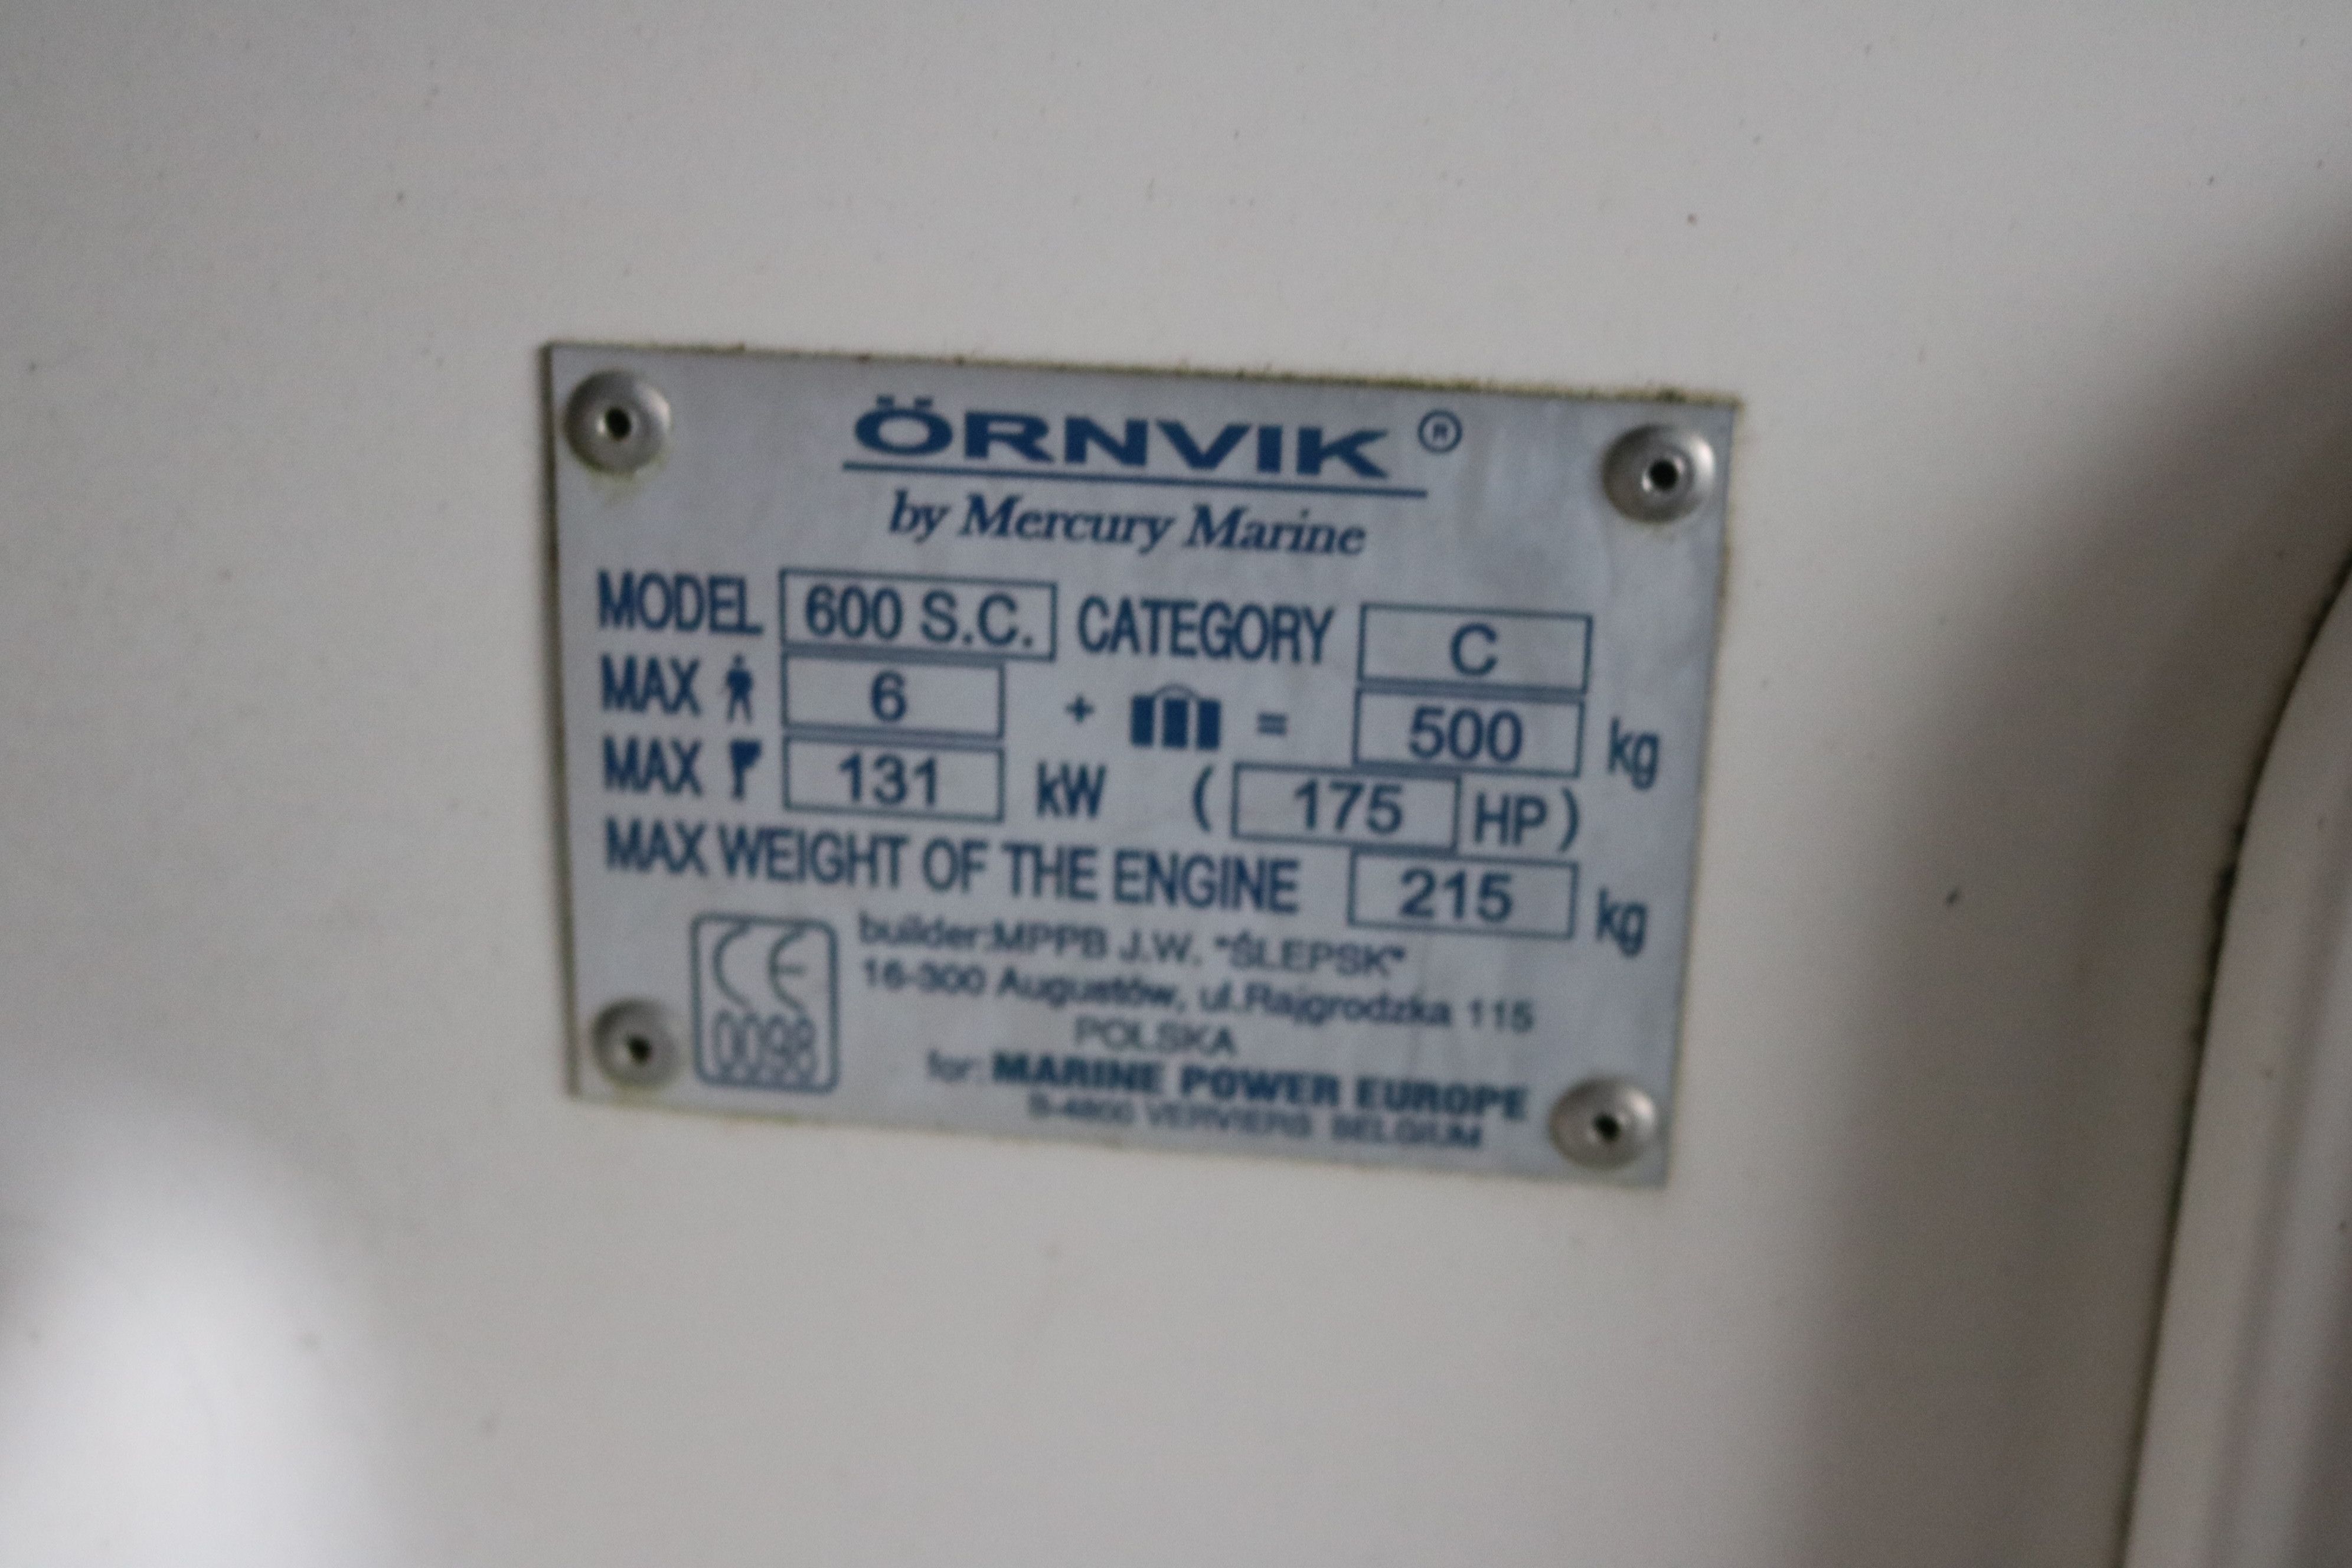 ÖRNVIK ®
by Mercury Marine
MODEL 600 S.C. CATEGORY C
MAX 6 + = 500 kg
MAX 131 kW ( 175 HP )
MAX WEIGHT OF THE ENGINE 215 kg
CE 0098
builder:MPPB J.W. "ŚLEPSK"
16-300 Augustów, ul.Rajgrodzka 115
POLSKA
for: MARINE POWER EUROPE
B-4800 VERVIERS BELGIUM